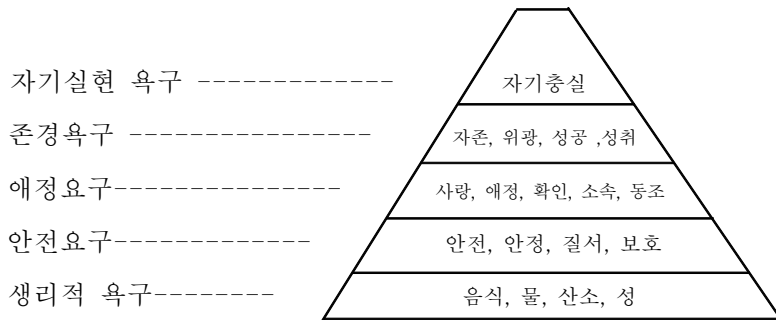 자기실현 욕구 ------------- 자기충실
존경욕구 ---------------- 자존, 위광, 성공 ,성취
애정요구--------------- 사랑, 애정, 확인, 소속, 동조
안전요구------------- 안전, 안정, 질서, 보호
생리적 욕구-------- 음식, 물, 산소, 성